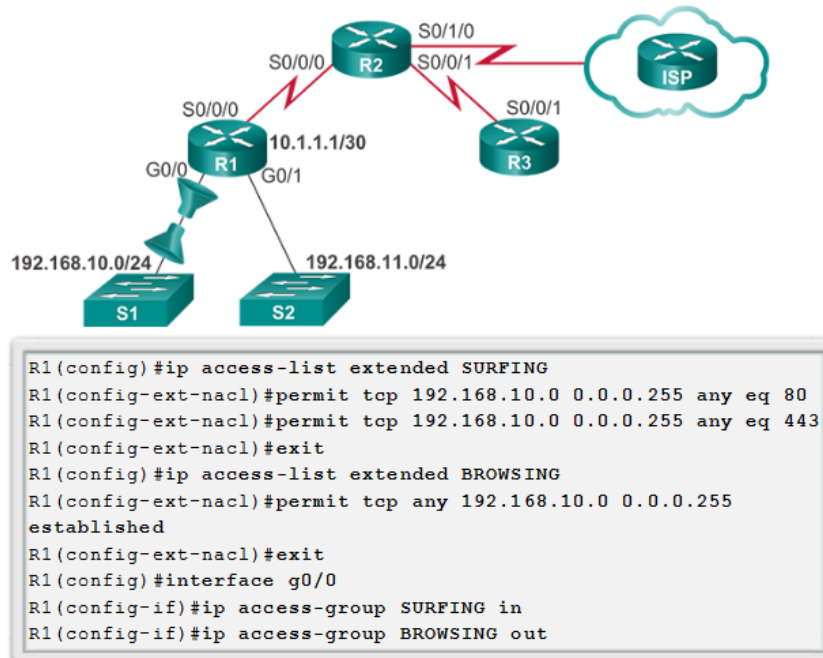 S0/1/0
S0/0/0
R2
S0/0/1
ISP
S0/0/0
S0/0/1
10.1.1.1/30
R1
R3
G0/0
G0/1
192.168.10.0/24
192.168.11.0/24
S1
S2
R1(config)#ip access-list extended SURFING
R1(config-ext-nacl)#permit tcp 192.168.10.0 0.0.0.255 any eq 80
R1(config-ext-nacl)#permit tcp 192.168.10.0 0.0.0.255 any eq 443
R1(config-ext-nacl)#exit
R1(config)#ip access-list extended BROWSING
R1(config-ext-nacl)#permit tcp any 192.168.10.0 0.0.0.255
established
R1(config-ext-nacl)#exit
R1(config)#interface g0/0
R1(config-if)#ip access-group SURFING in
R1(config-if)#ip access-group BROWSING out